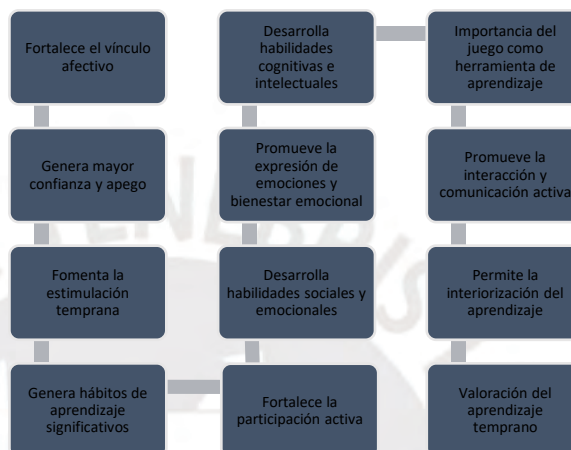 Fortalece el vínculo
afectivo
Genera mayor
confianza y apego
Fomenta la
estimulación
temprana
Genera hábitos de
aprendizaje
significativos
Fortalece la
participación activa
Desarrolla
habilidades sociales y
emocionales
Promueve la
expresión de
emociones y
bienestar emocional
Desarrolla
habilidades
cognitivas e
intelectuales
Importancia del
juego como
herramienta de
aprendizaje
Promueve la
interacción y
comunicación activa
Permite la
interiorización del
aprendizaje
Valoración del
aprendizaje
temprano